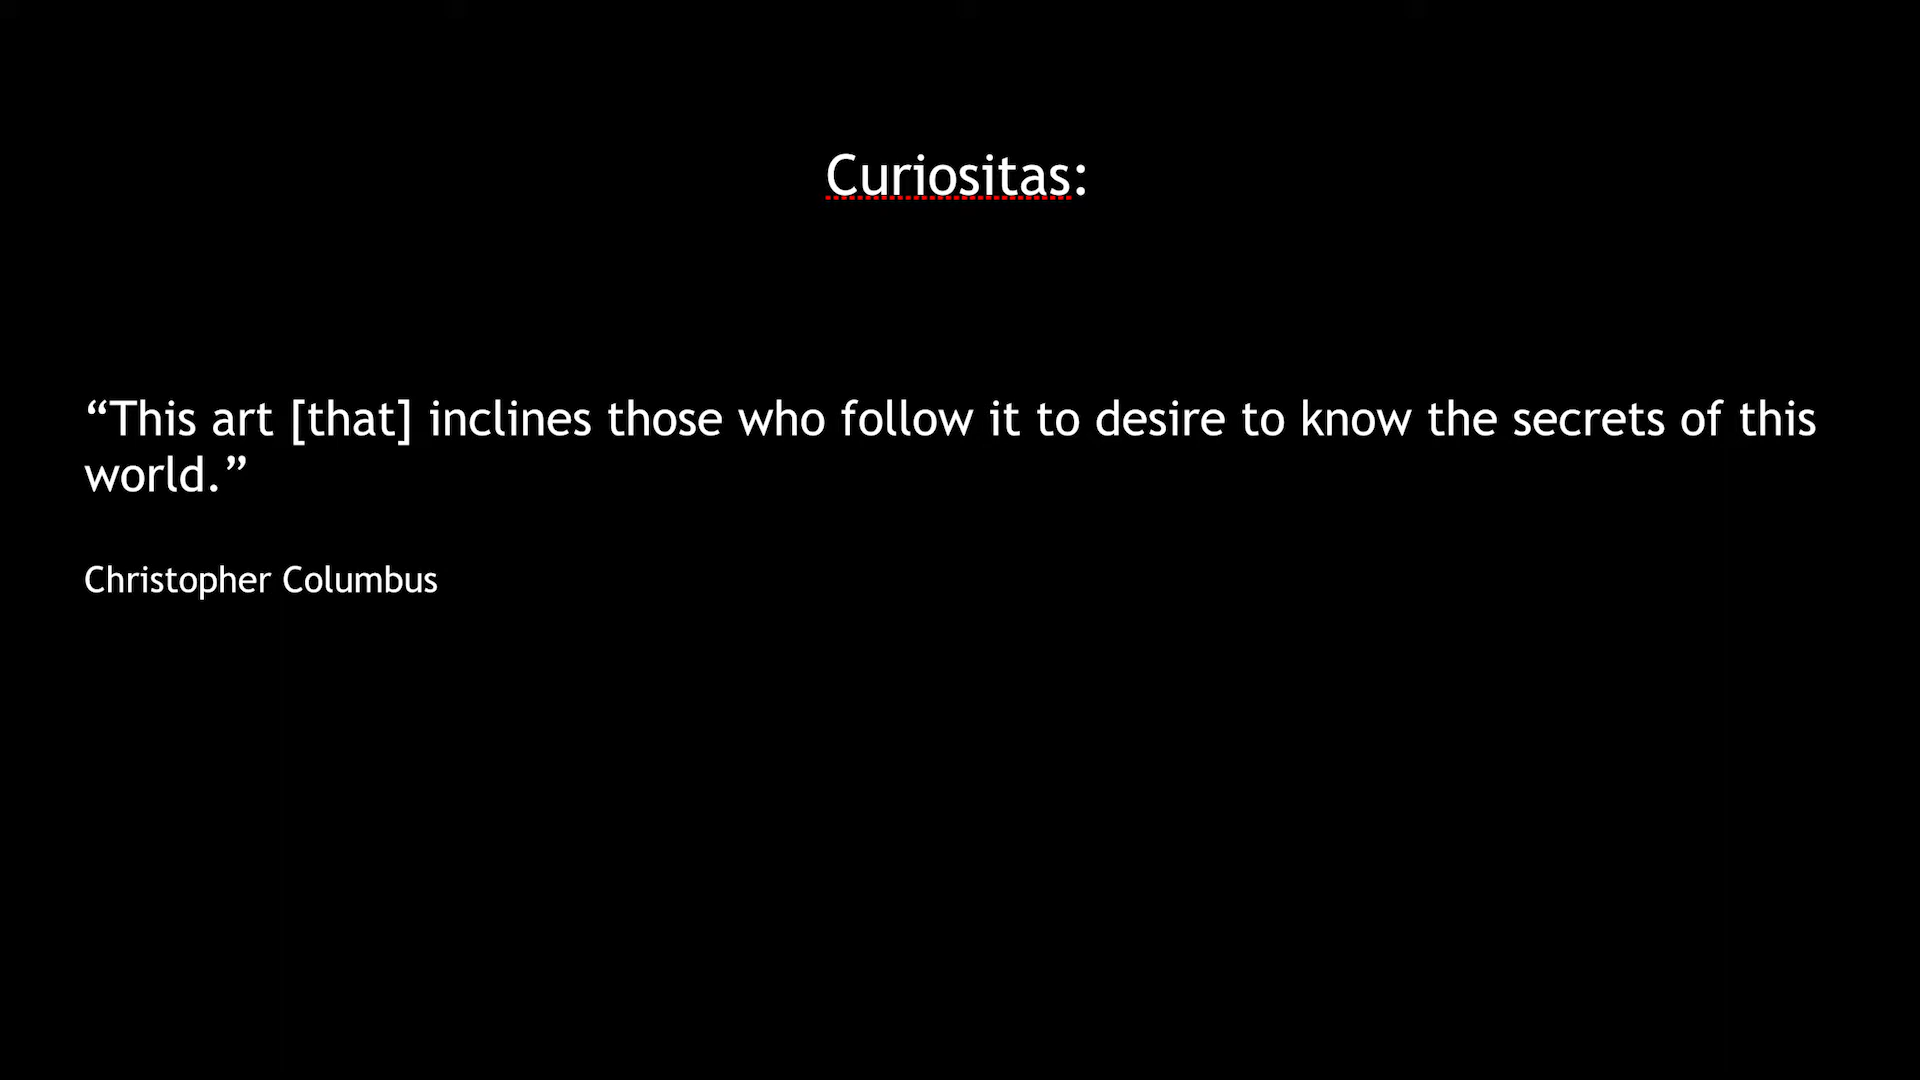 Curiositas:
“This art [that] inclines those who follow it to desire to know the secrets of this
world.”
Christopher Columbus